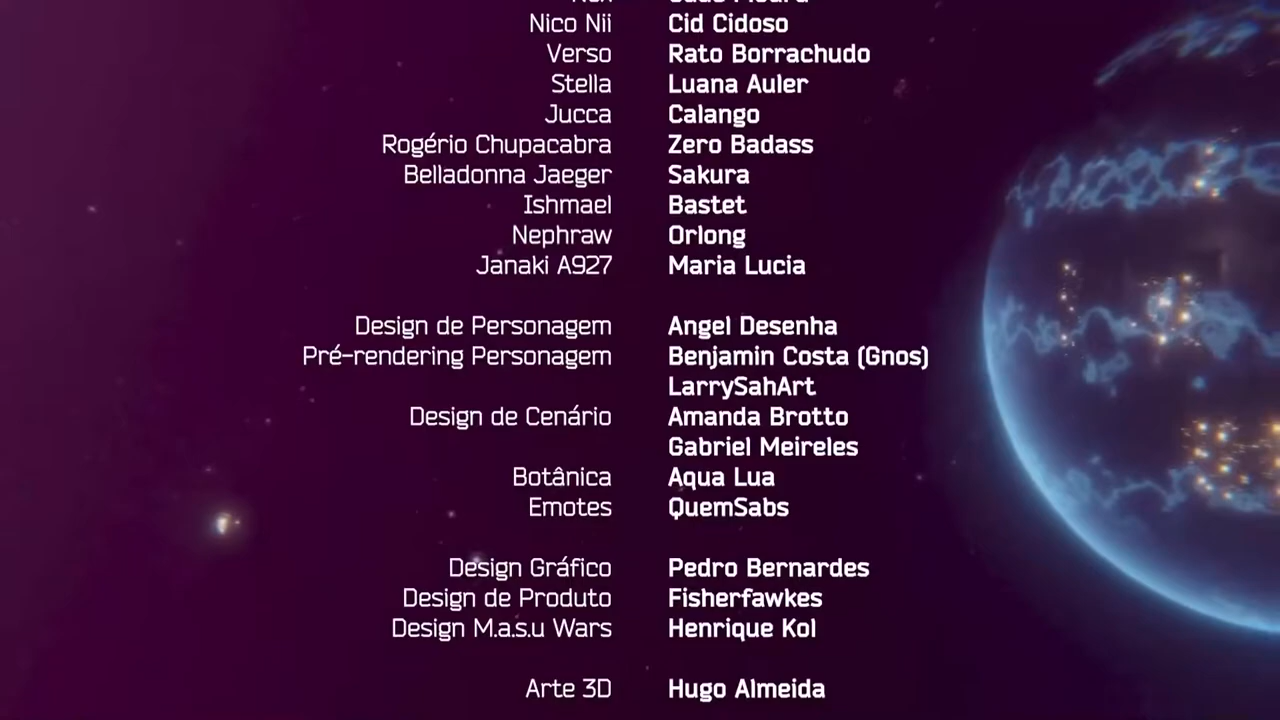 Nico Nii Cid Cidoso
Verso Rato Borrachudo
Stella Luana Auler
Jucca Calango
Rogério Chupacabra Zero Badass
Belladonna Jaeger Sakura
Ishmael Bastet
Nephraw Orlong
Janaki A927 Maria Lucia
Design de Personagem Angel Desenha
Pré-rendering Personagem Benjamin Costa (Gnos)
LarrySahArt
Design de Cenário Amanda Brotto
Gabriel Meireles
Botânica Aqua Lua
Emotes QuemSabs
Design Gráfico Pedro Bernardes
Design de Produto Fisherfawkes
Design M.a.s.u Wars Henrique Kol
Arte 3D Hugo Almeida